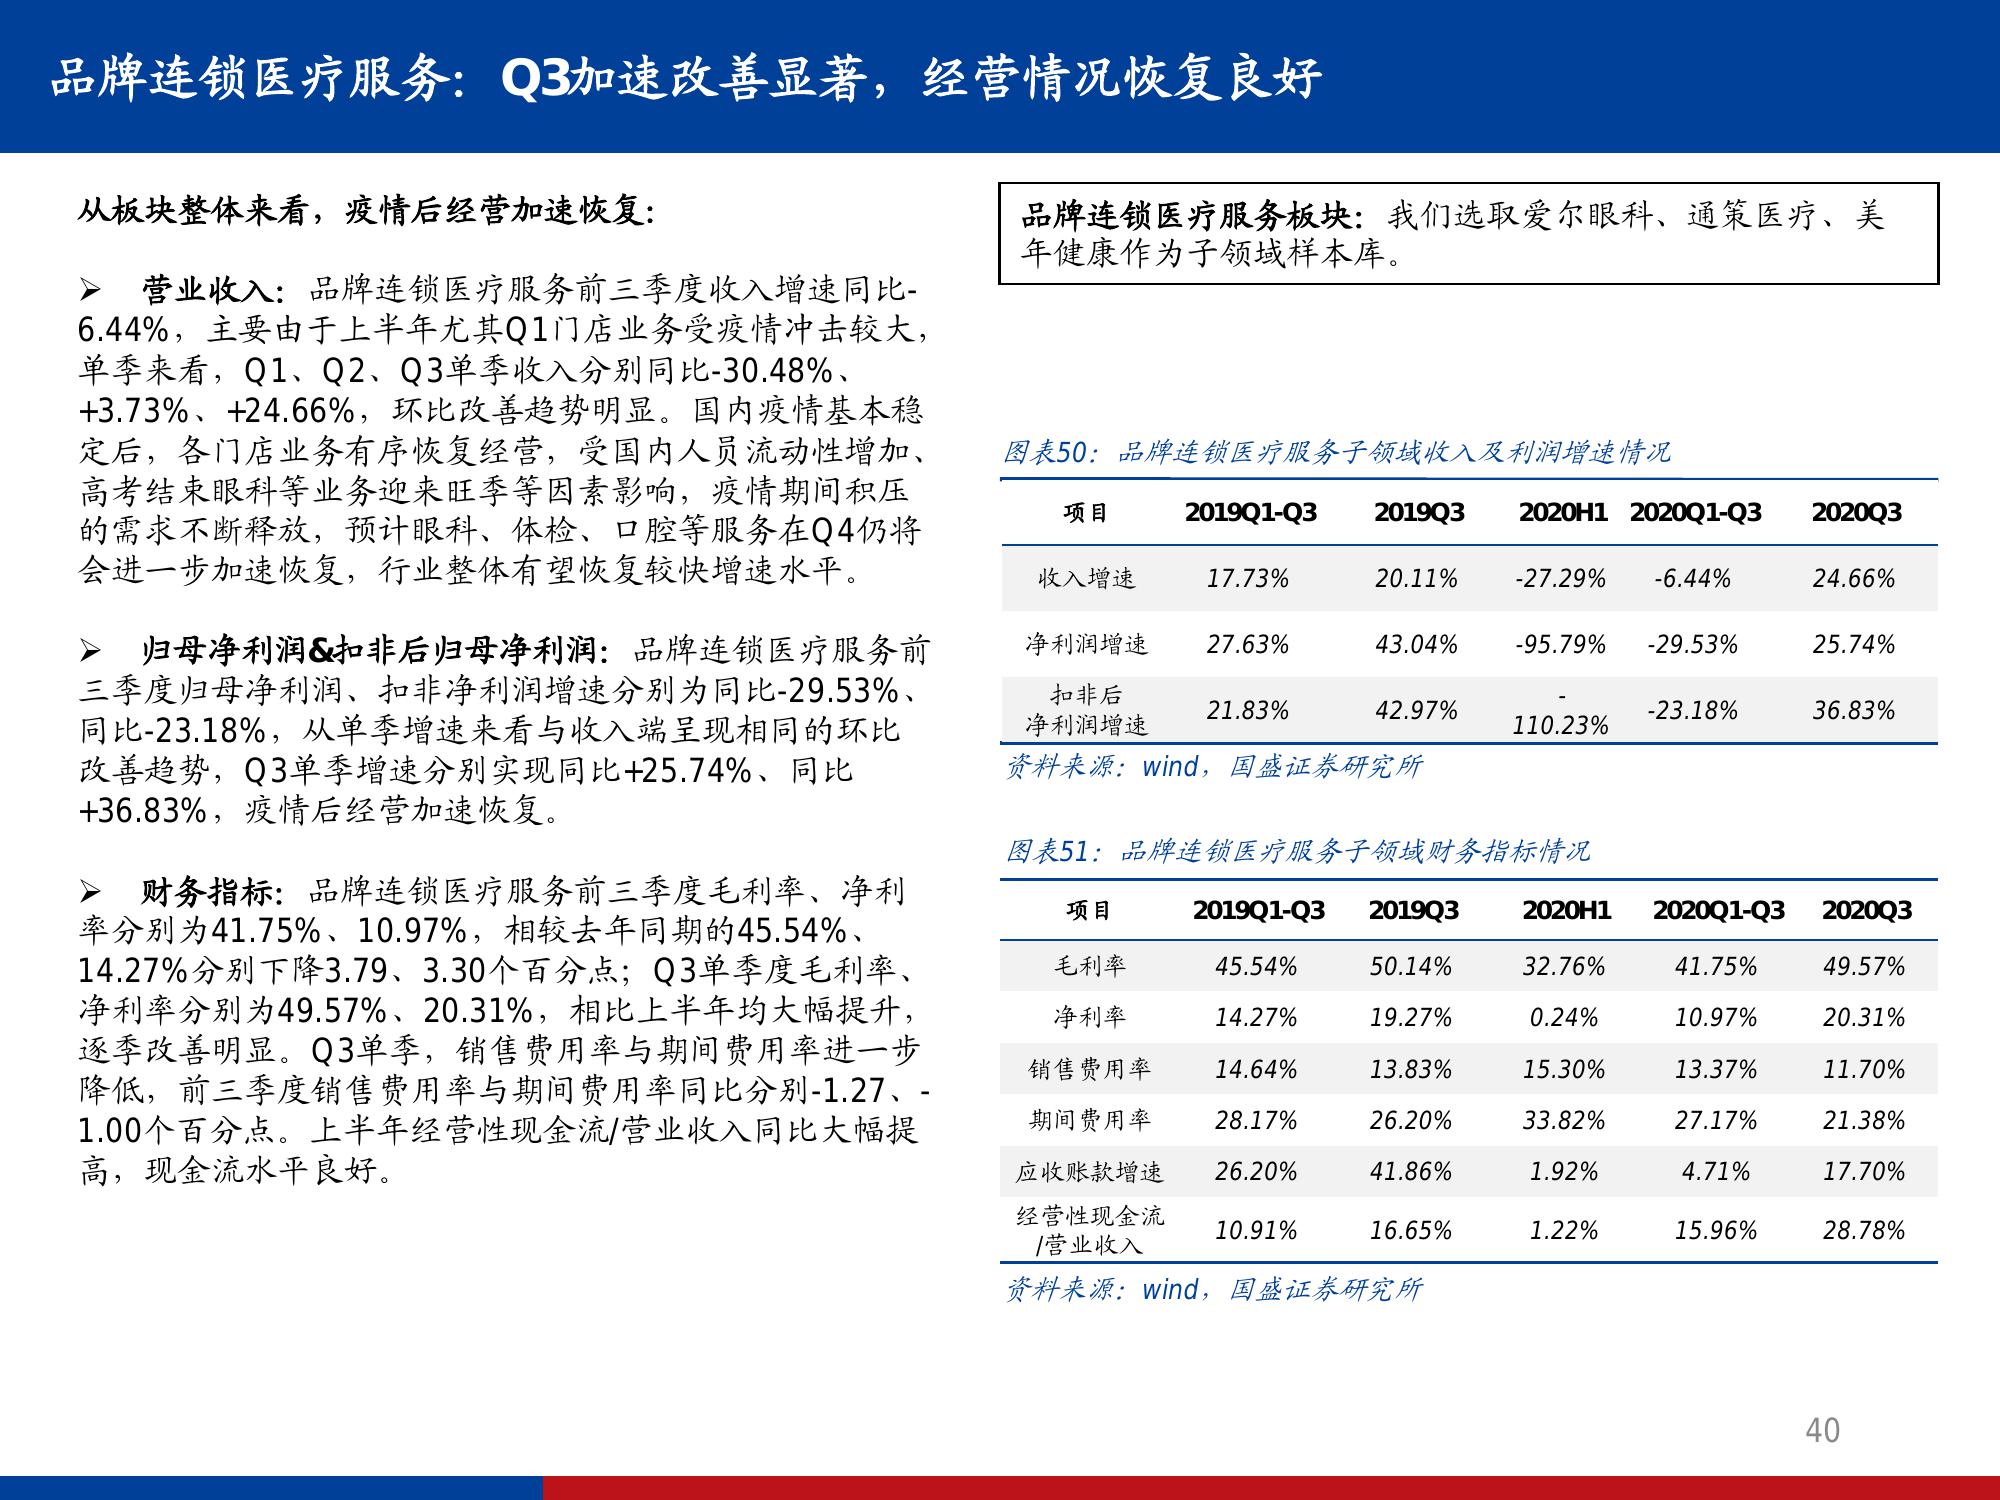 品牌连锁医疗服务：Q3加速改善显著，经营情况恢复良好
从板块整体来看，疫情后经营加速恢复：
➢ 营业收入：品牌连锁医疗服务前三季度收入增速同比-
6.44%，主要由于上半年尤其Q1门店业务受疫情冲击较大，
单季来看，Q1、Q2、Q3单季收入分别同比-30.48%、
+3.73%、+24.66%，环比改善趋势明显。国内疫情基本稳
定后，各门店业务有序恢复经营，受国内人员流动性增加、
高考结束眼科等业务迎来旺季等因素影响，疫情期间积压
的需求不断释放，预计眼科、体检、口腔等服务在Q4仍将
会进一步加速恢复，行业整体有望恢复较快增速水平。
➢ 归母净利润&扣非后归母净利润：品牌连锁医疗服务前
三季度归母净利润、扣非净利润增速分别为同比-29.53%、
同比-23.18%，从单季增速来看与收入端呈现相同的环比
改善趋势，Q3单季增速分别实现同比+25.74%、同比
+36.83%，疫情后经营加速恢复。
➢ 财务指标：品牌连锁医疗服务前三季度毛利率、净利
率分别为41.75%、10.97%，相较去年同期的45.54%、
14.27%分别下降3.79、3.30个百分点；Q3单季度毛利率、
净利率分别为49.57%、20.31%，相比上半年均大幅提升，
逐季改善明显。Q3单季，销售费用率与期间费用率进一步
降低，前三季度销售费用率与期间费用率同比分别-1.27、-
1.00个百分点。上半年经营性现金流/营业收入同比大幅提
高，现金流水平良好。
品牌连锁医疗服务板块：我们选取爱尔眼科、通策医疗、美
年健康作为子领域样本库。
图表50：品牌连锁医疗服务子领域收入及利润增速情况
项目 2019Q1-Q3 2019Q3 2020H1 2020Q1-Q3 2020Q3
收入增速 17.73% 20.11% -27.29% -6.44% 24.66%
净利润增速 27.63% 43.04% -95.79% -29.53% 25.74%
扣非后 -
净利润增速 21.83% 42.97% 110.23% -23.18% 36.83%
资料来源：wind，国盛证券研究所
图表51：品牌连锁医疗服务子领域财务指标情况
项目 2019Q1-Q3 2019Q3 2020H1 2020Q1-Q3 2020Q3
毛利率 45.54% 50.14% 32.76% 41.75% 49.57%
净利率 14.27% 19.27% 0.24% 10.97% 20.31%
销售费用率 14.64% 13.83% 15.30% 13.37% 11.70%
期间费用率 28.17% 26.20% 33.82% 27.17% 21.38%
应收账款增速 26.20% 41.86% 1.92% 4.71% 17.70%
经营性现金流
/营业收入 10.91% 16.65% 1.22% 15.96% 28.78%
资料来源：wind，国盛证券研究所
40